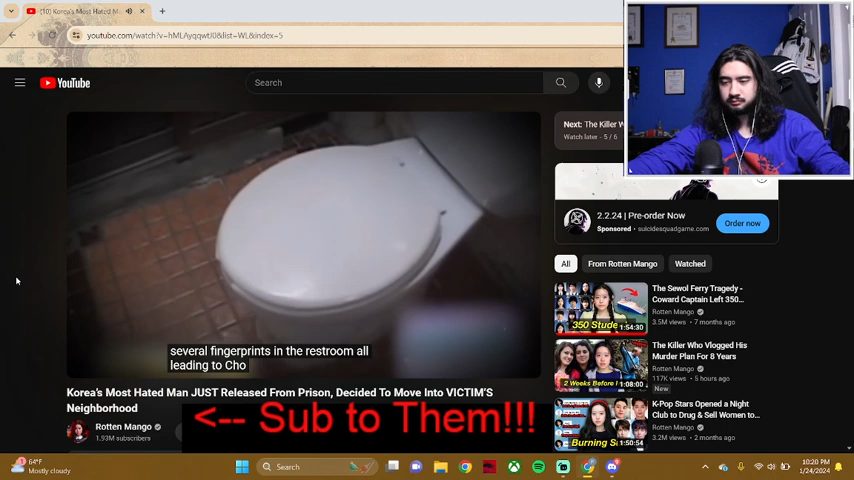 (10) Korea's Most Hated M
youtube.com/watch?v=hMLAyqqwtJ0&list=WL&index=5
YouTube
Search
Next: The Killer W
Watch later - 5 / 6
2.2.24 | Pre-order Now
Sponsored • suicidesquadgame.com
Order now
All
From Rotten Mango
Watched
The Sewol Ferry Tragedy -
Coward Captain Left 350...
Rotten Mango
3.5M views • 7 months ago
350 Stude
1:54:30
The Killer Who Vlogged His
Murder Plan For 8 Years
Rotten Mango
117K views • 5 hours ago
New
2 Weeks Before
1:08:00
K-Pop Stars Opened a Night
Club to Drug & Sell Women to...
Rotten Mango
3.2M views • 2 months ago
Burning S
1:50:54
several fingerprints in the restroom all
leading to Cho
Korea's Most Hated Man JUST Released From Prison, Decided To Move Into VICTIM'S
Neighborhood
Rotten Mango
1.93M subscribers
<-- Sub to Them!!!
64°F
Mostly cloudy
Search
10:20 PM
1/24/2024